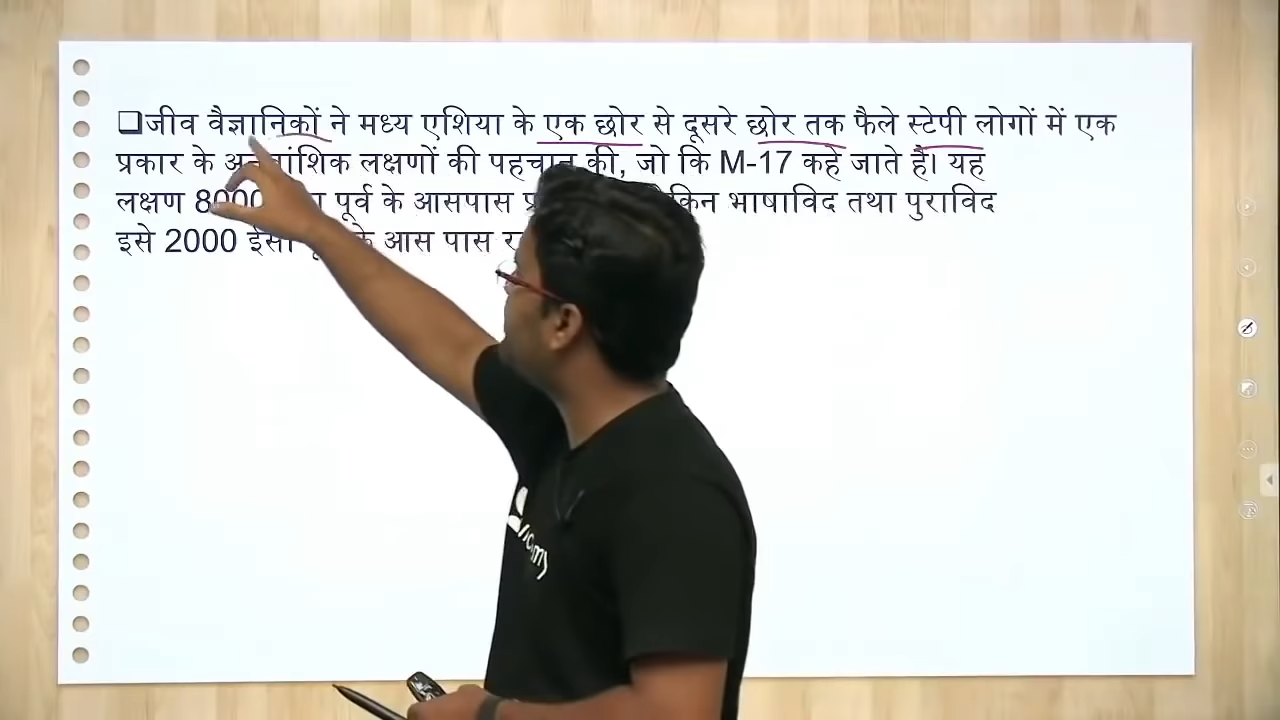 जीव वैज्ञानिकों ने मध्य एशिया के एक छोर से दूसरे छोर तक फैले स्टेपी लोगों में एक
प्रकार के लक्षणों की पहचान की, जो कि M-17 कहे जाते हैं। यह
लक्षण पूर्व के आसपास भाषाविद तथा पुराविद
इसे 2000 ईसा के आस पास